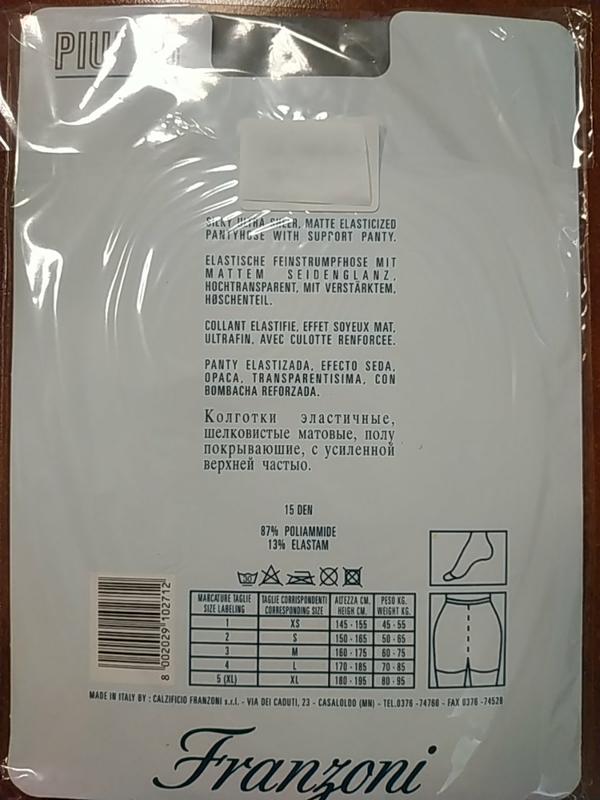 SILKY ULTRA SHEER, MATTE ELASTICIZED
PANTYHOSE WITH SUPPORT PANTY.
ELASTISCHE FEINSTRUMPFHOSE MIT
MATTEM SEIDENGLANZ,
HOCHTRANSPARENT, MIT VERSTÄRKTEM,
HØSCHENTEIL.
COLLANT ELASTIFIE, EFFET SOYEUX MAT,
ULTRAFIN, AVEC CULOTTE RENFORCEE.
PANTY ELASTIZADA, EFECTO SEDA,
OPACA, TRANSPARENTISIMA, CON
BOMBACHA REFORZADA.
Колготки эластичные,
шелковистые матовые, полу
покрываюшие, с усиленной
верхней частью.
15 DEN
87% POLIAMMIDE
13% ELASTAM
MARCATURE TAGLIE TAGLIE CORRISPONDENTI ALTEZZA CM. PESO KG.
SIZE LABELING CORRESPONDING SIZE HEIGH CM. WEIGHT KG.
1 XS 145-155 45-55
2 S 150-165 50-65
3 M 160-175 60-75
4 L 170-185 70-85
5 (XL) XL 180-195 80-95
8 002029 102712
MADE IN ITALY BY : CALZIFICIO FRANZONI s.r.l. - VIA DEI CADUTI, 23 - CASALOLDO (MN) - TEL.0376 -74766 - FAX 0376 -74528
Franzoni